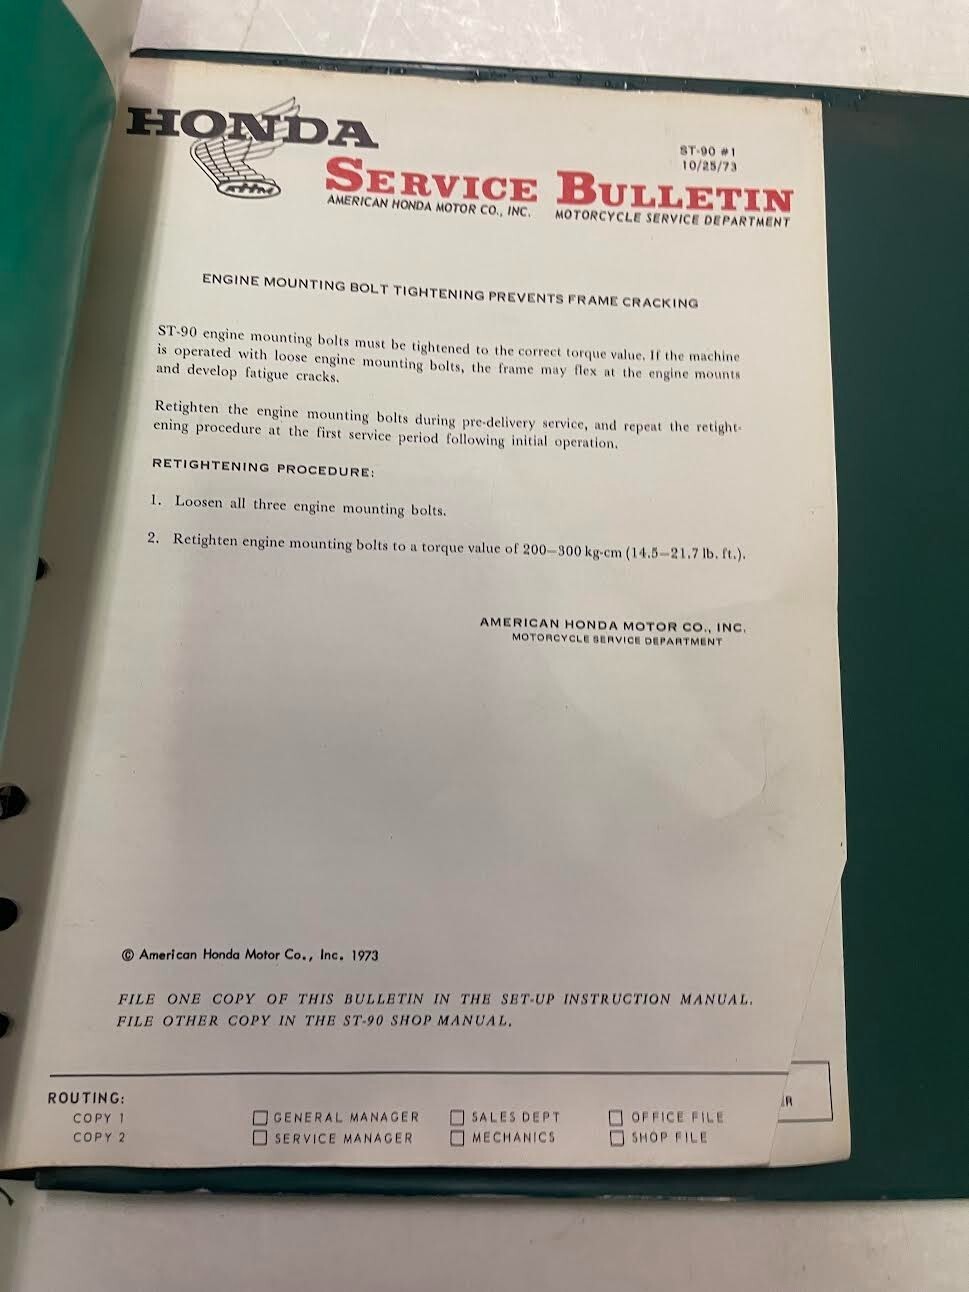 HONDA
ST-90 #1
10/25/73
SERVICE BULLETIN
AMERICAN HONDA MOTOR CO., INC. MOTORCYCLE SERVICE DEPARTMENT
ENGINE MOUNTING BOLT TIGHTENING PREVENTS FRAME CRACKING
ST-90 engine mounting bolts must be tightened to the correct torque value. If the machine
is operated with loose engine mounting bolts, the frame may flex at the engine mounts
and develop fatigue cracks.
Retighten the engine mounting bolts during pre-delivery service, and repeat the retight-
ening procedure at the first service period following initial operation.
RETIGHTENING PROCEDURE:
1. Loosen all three engine mounting bolts.
2. Retighten engine mounting bolts to a torque value of 200–300 kg-cm (14.5–21.7 lb. ft.).
AMERICAN HONDA MOTOR CO., INC.
MOTORCYCLE SERVICE DEPARTMENT
© American Honda Motor Co., Inc. 1973
FILE ONE COPY OF THIS BULLETIN IN THE SET-UP INSTRUCTION MANUAL.
FILE OTHER COPY IN THE ST-90 SHOP MANUAL.
ROUTING:
COPY 1 GENERAL MANAGER SALES DEPT OFFICE FILE
COPY 2 SERVICE MANAGER MECHANICS SHOP FILE